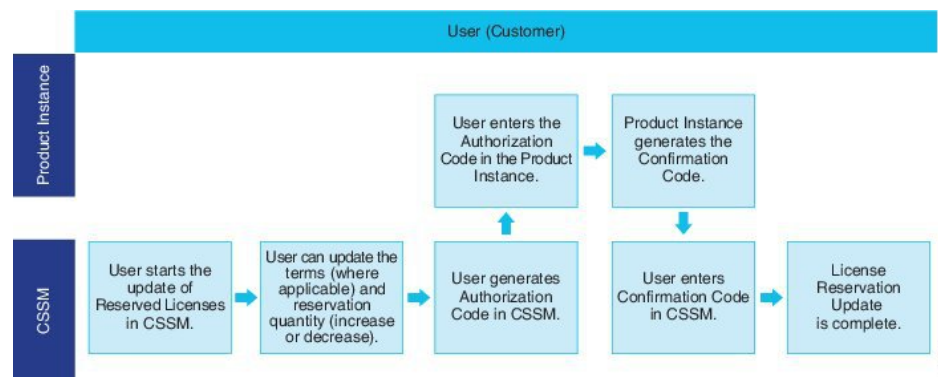 User (Customer)
Product Instance
User enters the
Authorization
Code in the Product
Instance.
Product Instance
generates the
Confirmation
Code.
CSSM
User starts the
update of
Reserved Licenses
in CSSM.
User can update the
terms (where
applicable) and
reservation
quantity (increase
or decrease).
User generates
Authorization
Code in CSSM.
User enters
Confirmation Code
in CSSM.
License
Reservation
Update
is complete.